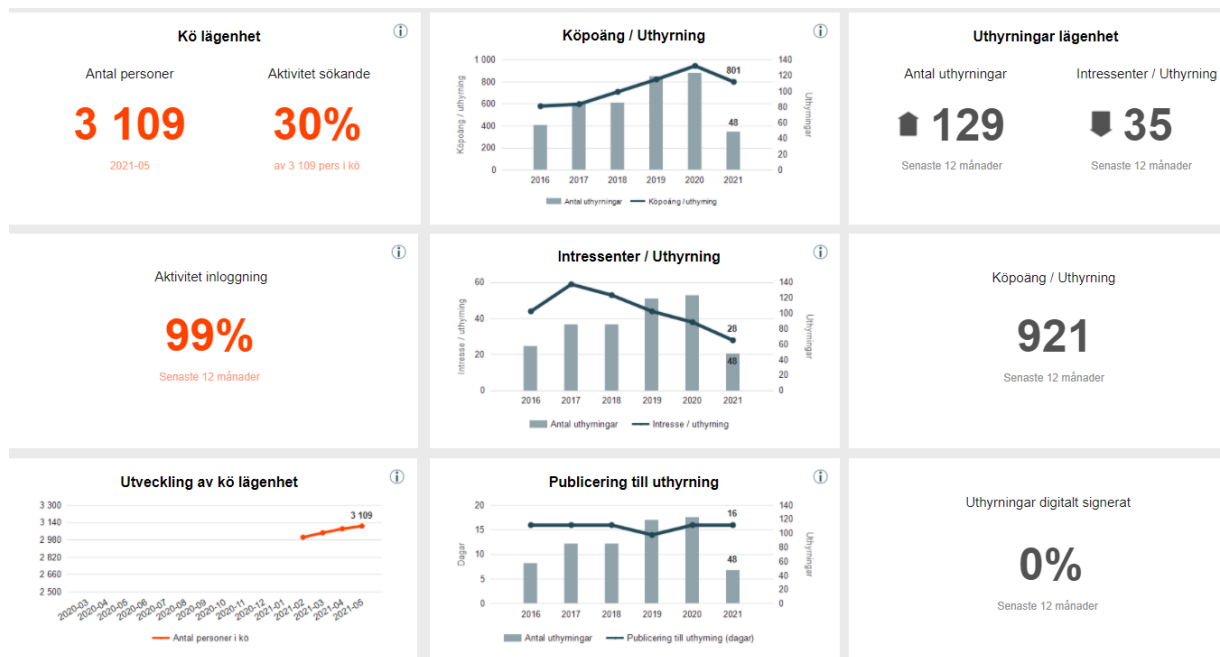 Kö lägenhet
Antal personer
Aktivitet sökande
3 109
30%
2021-05
av 3 109 pers i kö
Köpoäng / Uthyrning
1 000
800
600
400
200
0
Köpoäng / uthyrning
140
120
100
80
60
40
20
0
Uthyrningar
801
48
2016 2017 2018 2019 2020 2021
Antal uthyrningar Köpoäng / uthyrning
Uthyrningar lägenhet
Antal uthyrningar
Intressenter / Uthyrning
129
35
Senaste 12 månader
Senaste 12 månader
Aktivitet inloggning
99%
Senaste 12 månader
Intressenter / Uthyrning
60
40
20
0
Intresse / uthyrning
140
120
100
80
60
40
20
0
Uthyrningar
28
48
2016 2017 2018 2019 2020 2021
Antal uthyrningar Intresse / uthyrning
Köpoäng / Uthyrning
921
Senaste 12 månader
Utveckling av kö lägenhet
3 300
3 140
2 980
2 820
2 660
2 500
3 109
2020-03 2020-04 2020-05 2020-06 2020-07 2020-08 2020-09 2020-10 2020-11 2020-12 2021-01 2021-02 2021-03 2021-04 2021-05
Antal personer i kö
Publicering till uthyrning
20
15
10
5
0
Dagar
140
120
100
80
60
40
20
0
Uthyrningar
16
48
2016 2017 2018 2019 2020 2021
Antal uthyrningar Publicering till uthyrning (dagar)
Uthyrningar digitalt signerat
0%
Senaste 12 månader